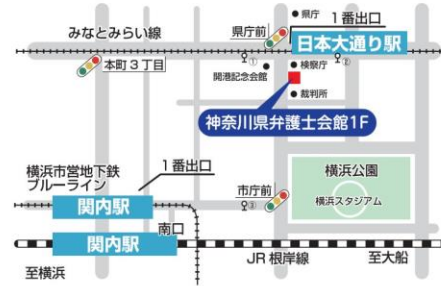 県庁
1番出口
県庁前
みなとみらい線
日本大通り駅
①
②
本町3丁目
開港記念会館
検察庁
裁判所
神奈川県弁護士会館1F
横浜市営地下鉄
ブルーライン
1番出口
横浜公園
横浜スタジアム
市庁前
③
関内駅
南口
関内駅
JR根岸線
至横浜
至大船